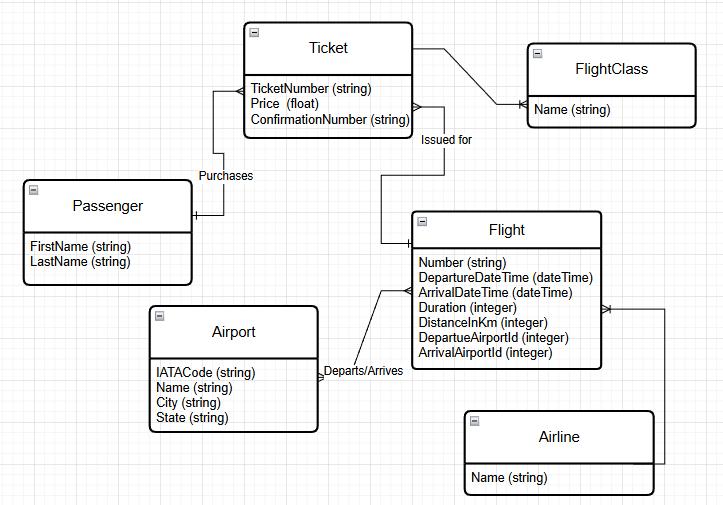 Ticket
TicketNumber (string)
Price (float)
ConfirmationNumber (string)
FlightClass
Name (string)
Issued for
Purchases
Passenger
FirstName (string)
LastName (string)
Flight
Number (string)
DepartureDateTime (dateTime)
ArrivalDateTime (dateTime)
Duration (integer)
DistanceInKm (integer)
DepartueAirportId (integer)
ArrivalAirportId (integer)
Airport
IATACode (string)
Name (string)
City (string)
State (string)
Departs/Arrives
Airline
Name (string)